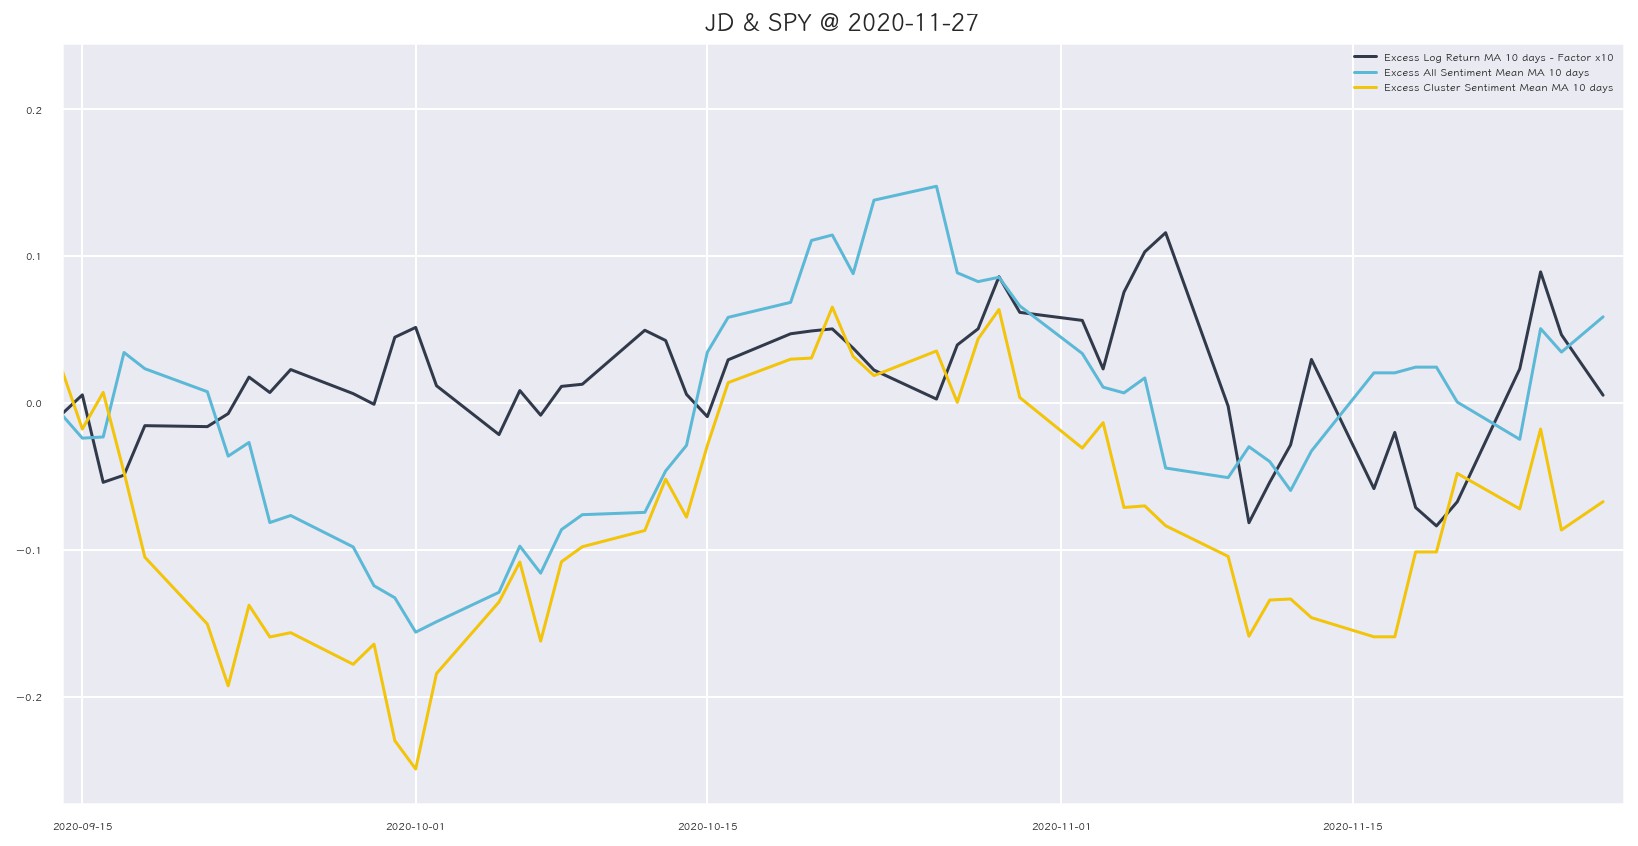 JD & SPY @ 2020-11-27
Excess Log Return MA 10 days - Factor x10
Excess All Sentiment Mean MA 10 days
Excess Cluster Sentiment Mean MA 10 days
0.2
0.1
0.0
−0.1
−0.2
2020-09-15
2020-10-01
2020-10-15
2020-11-01
2020-11-15